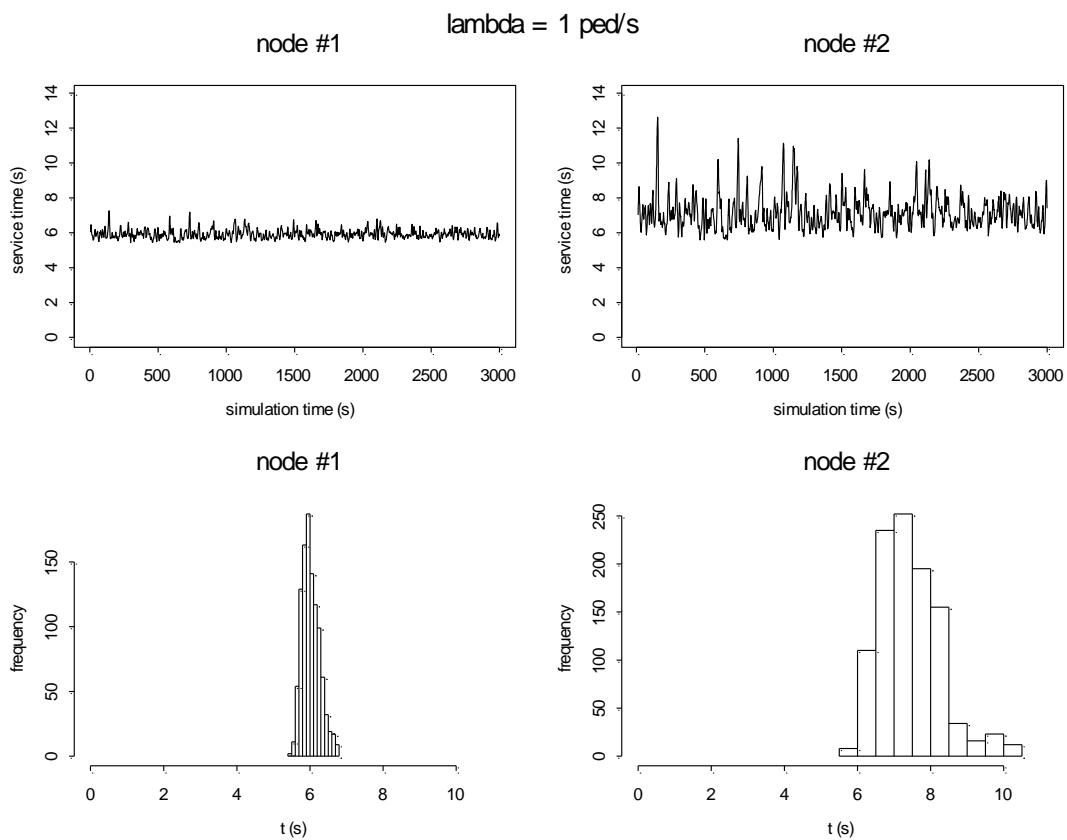 lambda = 1 ped/s
node #1
node #2
14
12
10
8
6
4
2
0
service time (s)
0 500 1000 1500 2000 2500 3000
simulation time (s)
14
12
10
8
6
4
2
0
service time (s)
0 500 1000 1500 2000 2500 3000
simulation time (s)
node #1
node #2
150
50
0
frequency
0 2 4 6 8 10
t (s)
250
200
150
100
50
0
frequency
0 2 4 6 8 10
t (s)